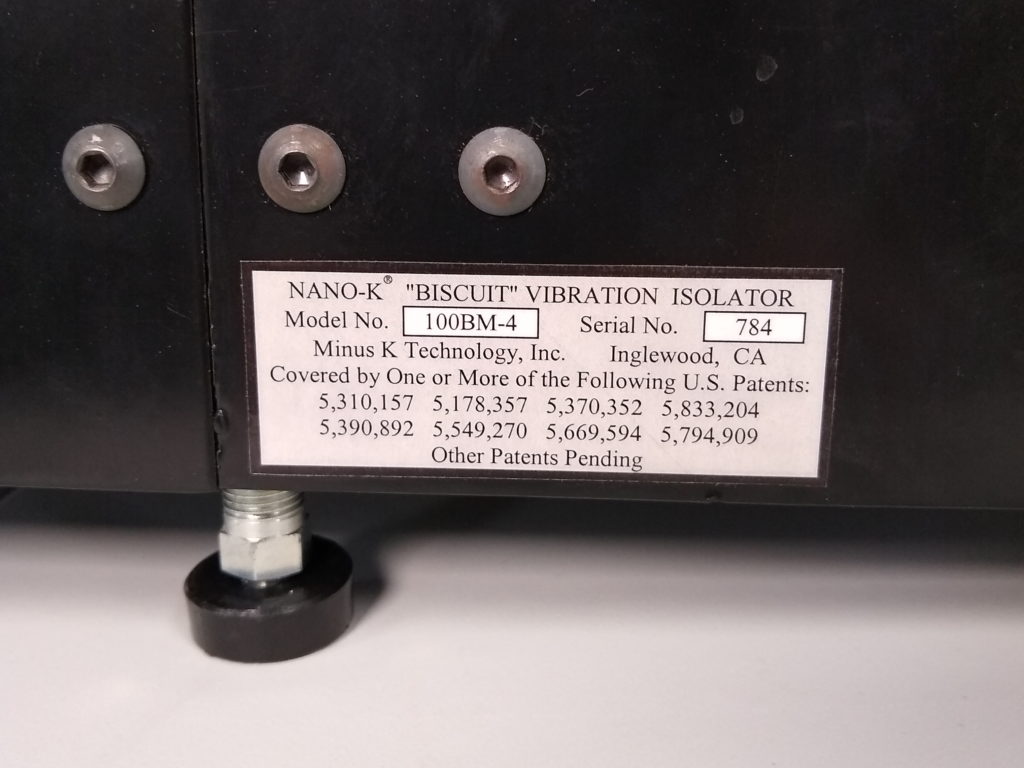 NANO-K® "BISCUIT" VIBRATION ISOLATOR
Model No. 100BM-4 Serial No. 784
Minus K Technology, Inc. Inglewood, CA
Covered by One or More of the Following U.S. Patents:
5,310,157 5,178,357 5,370,352 5,833,204
5,390,892 5,549,270 5,669,594 5,794,909
Other Patents Pending